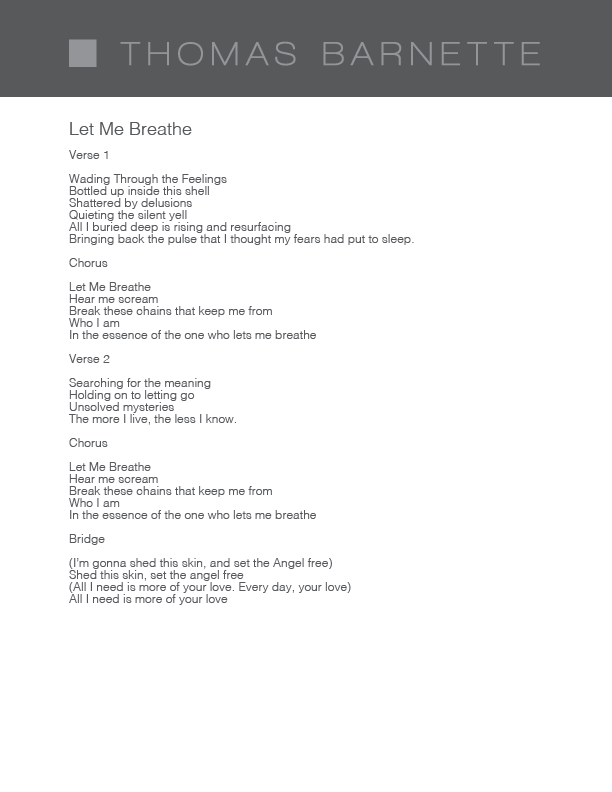 THOMAS BARNETTE
Let Me Breathe
Verse 1
Wading Through the Feelings
Bottled up inside this shell
Shattered by delusions
Quieting the silent yell
All I buried deep is rising and resurfacing
Bringing back the pulse that I thought my fears had put to sleep.
Chorus
Let Me Breathe
Hear me scream
Break these chains that keep me from
Who I am
In the essence of the one who lets me breathe
Verse 2
Searching for the meaning
Holding on to letting go
Unsolved mysteries
The more I live, the less I know.
Chorus
Let Me Breathe
Hear me scream
Break these chains that keep me from
Who I am
In the essence of the one who lets me breathe
Bridge
(I'm gonna shed this skin, and set the Angel free)
Shed this skin, set the angel free
(All I need is more of your love. Every day, your love)
All I need is more of your love